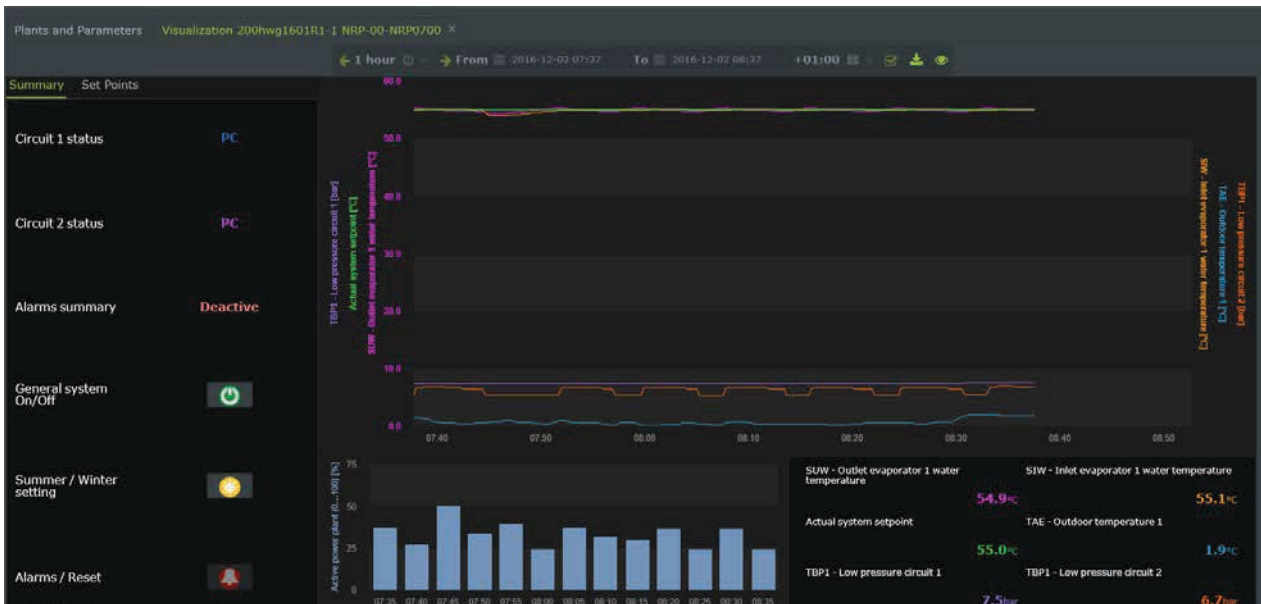 Plants and Parameters Visualization 200hwg1601R1-1 NRP-00-NRP0700 ×
1 hour From 2016-12-02 07:37 To 2016-12-02 08:37 +01:00
Summary Set Points
Circuit 1 status PC
Circuit 2 status PC
Alarms summary Deactive
General system
On/Off
Summer / Winter
setting
Alarms / Reset
60.0
50.0
40.0
30.0
20.0
10.0
0.0
TBP1 - Low pressure circuit 1 [bar]
Actual system setpoint [°C]
SUW - Outlet evaporator 1 water temperature [°C]
SIW - Inlet evaporator 1 water temperature [°C]
TAE - Outdoor temperature 1 [°C]
TBP1 - Low pressure circuit 2 [bar]
07:40 07:50 08:00 08:10 08:20 08:30 08:40 08:50
Active power plant (0...100) [%]
75
50
25
0
07:35 07:40 07:45 07:50 07:55 08:00 08:05 08:10 08:15 08:20 08:25 08:30 08:35
SUW - Outlet evaporator 1 water
temperature
54.9°C
SIW - Inlet evaporator 1 water temperature
55.1°C
Actual system setpoint
55.0°C
TAE - Outdoor temperature 1
1.9°C
TBP1 - Low pressure circuit 1
7.5bar
TBP1 - Low pressure circuit 2
6.7bar